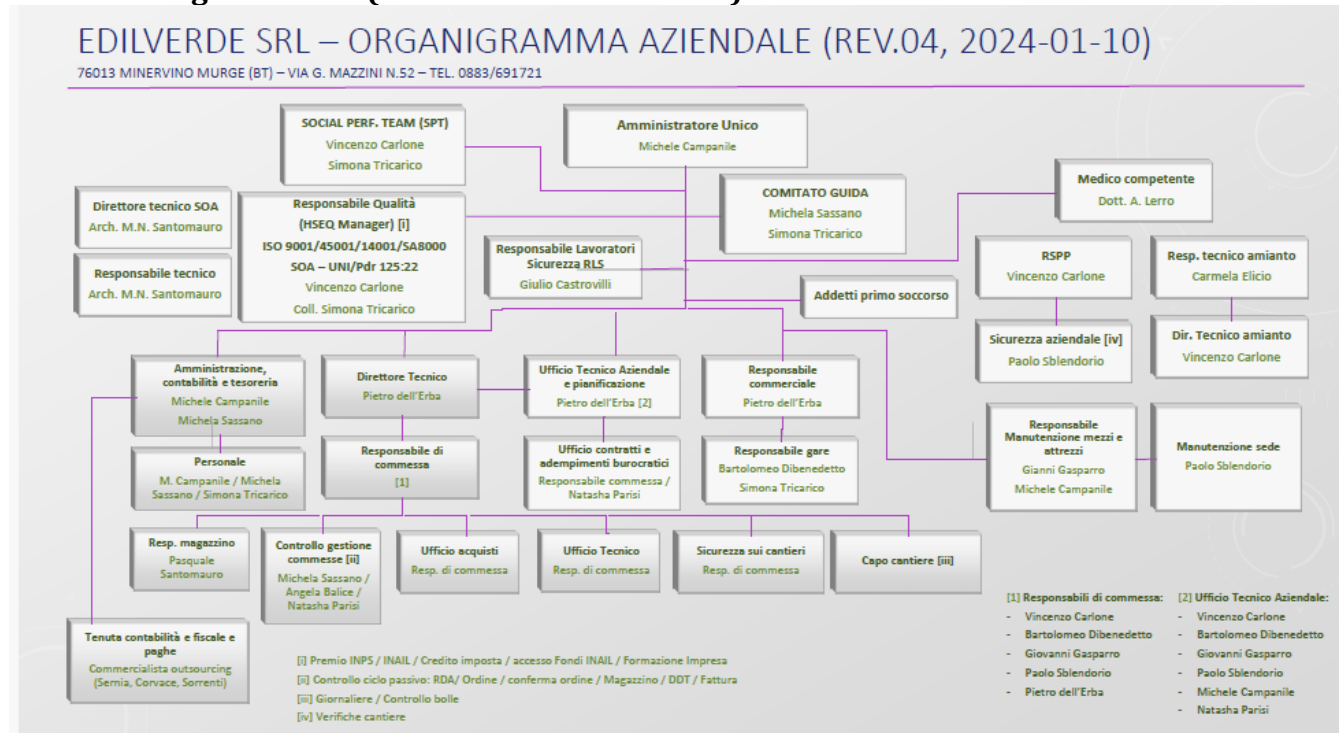 EDILVERDE SRL – ORGANIGRAMMA AZIENDALE (REV.04, 2024-01-10)
76013 MINERVINO MURGE (BT) – VIA G. MAZZINI N.52 – TEL. 0883/691721
SOCIAL PERF. TEAM (SPT)
Vincenzo Carlone
Simona Tricarico
Amministratore Unico
Michele Campanile
Medico competente
Dott. A. Lerro
COMITATO GUIDA
Michela Sassano
Simona Tricarico
Direttore tecnico SOA
Arch. M.N. Santomauro
Responsabile Qualità
(HSEQ Manager) [i]
ISO 9001/45001/14001/SA8000
SOA – UNI/Pdr 125:22
Vincenzo Carlone
Coll. Simona Tricarico
Responsabile tecnico
Arch. M.N. Santomauro
Responsabile Lavoratori
Sicurezza RLS
Giulio Castrovilli
RSPP
Vincenzo Carlone
Resp. tecnico amianto
Carmela Elicio
Addetti primo soccorso
Sicurezza aziendale [iv]
Paolo Sblendorio
Dir. Tecnico amianto
Vincenzo Carlone
Amministrazione,
contabilità e tesoreria
Michele Campanile
Michela Sassano
Direttore Tecnico
Pietro dell'Erba
Ufficio Tecnico Aziendale
e pianificazione
Pietro dell'Erba [2]
Responsabile
commerciale
Pietro dell'Erba
Personale
M. Campanile / Michela
Sassano / Simona Tricarico
Responsabile di
commessa
[1]
Ufficio contratti e
adempimenti burocratici
Responsabile commessa /
Natasha Parisi
Responsabile gare
Bartolomeo Dibenedetto
Simona Tricarico
Responsabile
Manutenzione mezzi e
attrezzi
Gianni Gasparro
Michele Campanile
Manutenzione sede
Paolo Sblendorio
Resp. magazzino
Pasquale
Santomauro
Controllo gestione
commesse [ii]
Michela Sassano /
Angela Balice /
Natasha Parisi
Ufficio acquisti
Resp. di commessa
Ufficio Tecnico
Resp. di commessa
Sicurezza sui cantieri
Resp. di commessa
Capo cantiere [iii]
Tenuta contabilità e fiscale e
paghe
Commercialista outsourcing
(Sernia, Corvace, Sorrenti)
[i] Premio INPS / INAIL / Credito imposta / accesso Fondi INAIL / Formazione Impresa
[ii] Controllo ciclo passivo: RDA/ Ordine / conferma ordine / Magazzino / DDT / Fattura
[iii] Giornaliere / Controllo bolle
[iv] Verifiche cantiere
[1] Responsabili di commessa:
- Vincenzo Carlone
- Bartolomeo Dibenedetto
- Giovanni Gasparro
- Paolo Sblendorio
- Pietro dell'Erba
[2] Ufficio Tecnico Aziendale:
- Vincenzo Carlone
- Bartolomeo Dibenedetto
- Giovanni Gasparro
- Paolo Sblendorio
- Michele Campanile
- Natasha Parisi